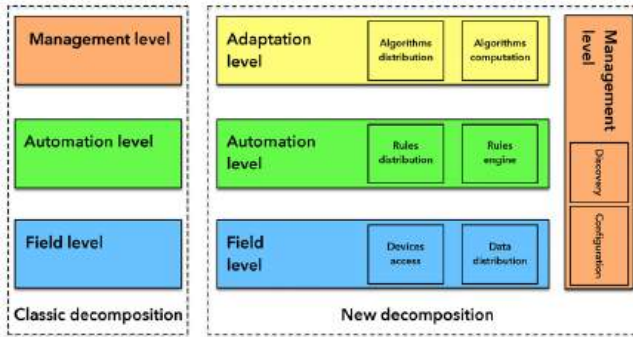 Management level
Automation level
Field level
Classic decomposition
Adaptation
level
Algorithms
distribution
Algorithms
computation
Automation
level
Rules
distribution
Rules
engine
Field
level
Devices
access
Data
distribution
Management
level
Discovery
Configuration
New decomposition